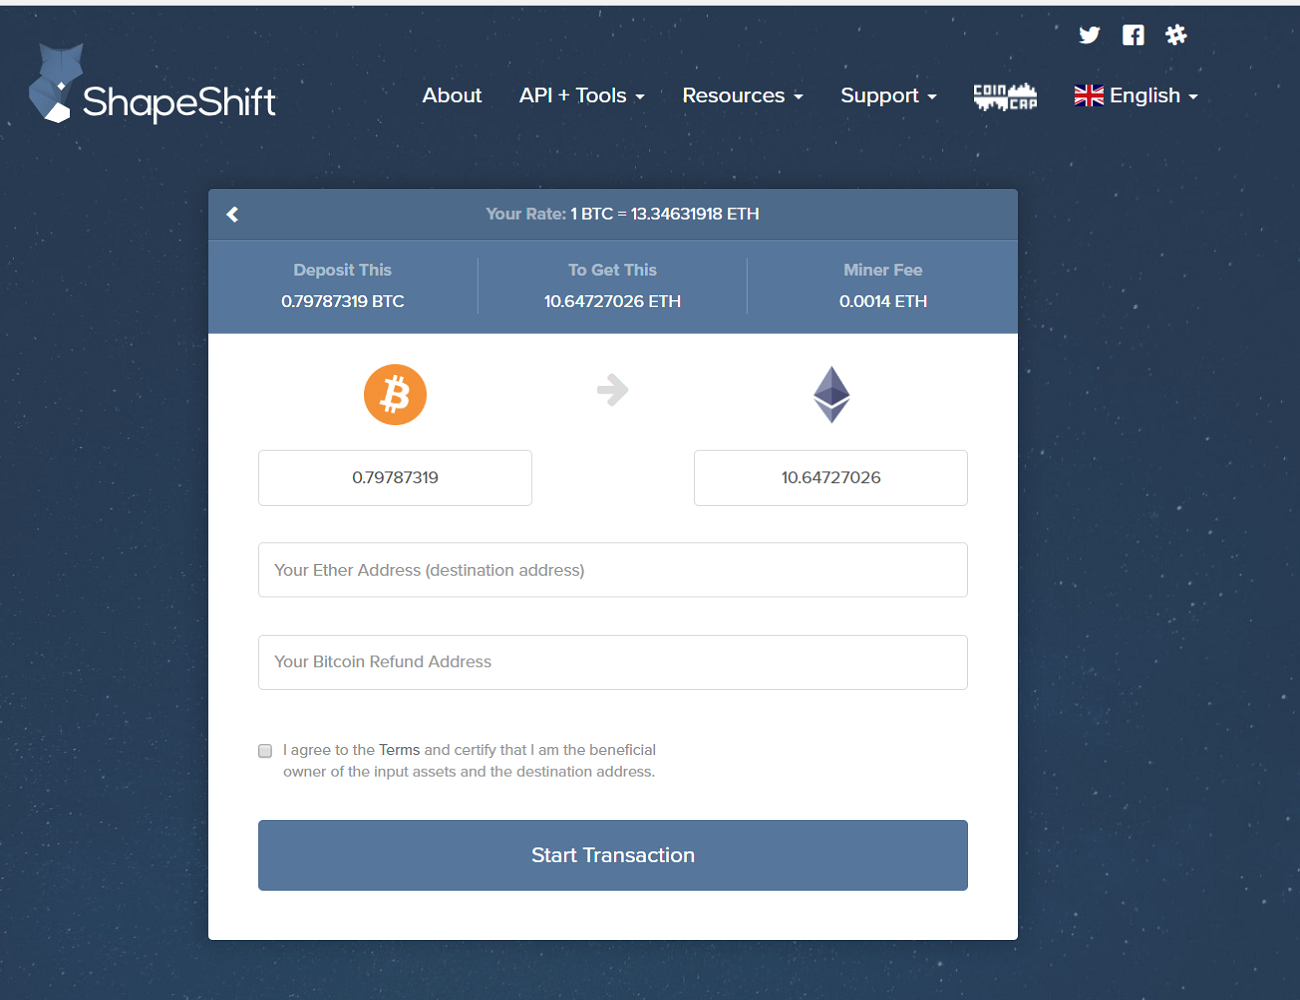 ShapeShift
About
API + Tools
Resources
Support
COIN
CAP
English
Your Rate: 1 BTC = 13.34631918 ETH
Deposit This
0.79787319 BTC
To Get This
10.64727026 ETH
Miner Fee
0.0014 ETH
0.79787319
10.64727026
Your Ether Address (destination address)
Your Bitcoin Refund Address
I agree to the Terms and certify that I am the beneficial
owner of the input assets and the destination address.
Start Transaction